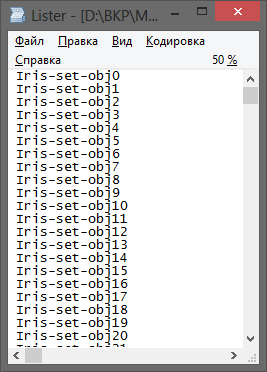 Lister - [D:\BKP\M...
Файл Правка Вид Кодировка
Справка 50 %
Iris-set-obj0
Iris-set-obj1
Iris-set-obj2
Iris-set-obj3
Iris-set-obj4
Iris-set-obj5
Iris-set-obj6
Iris-set-obj7
Iris-set-obj8
Iris-set-obj9
Iris-set-obj10
Iris-set-obj11
Iris-set-obj12
Iris-set-obj13
Iris-set-obj14
Iris-set-obj15
Iris-set-obj16
Iris-set-obj17
Iris-set-obj18
Iris-set-obj19
Iris-set-obj20
Iris-set-obj21